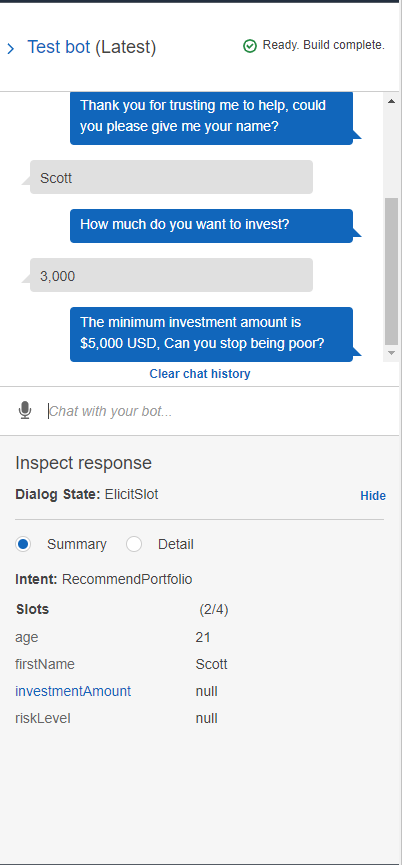 Test bot (Latest)
Ready. Build complete.
Thank you for trusting me to help, could
you please give me your name?
Scott
How much do you want to invest?
3,000
The minimum investment amount is
$5,000 USD, Can you stop being poor?
Clear chat history
Chat with your bot...
Inspect response
Dialog State: ElicitSlot
Hide
Summary
Detail
Intent: RecommendPortfolio
Slots (2/4)
age 21
firstName Scott
investmentAmount null
riskLevel null